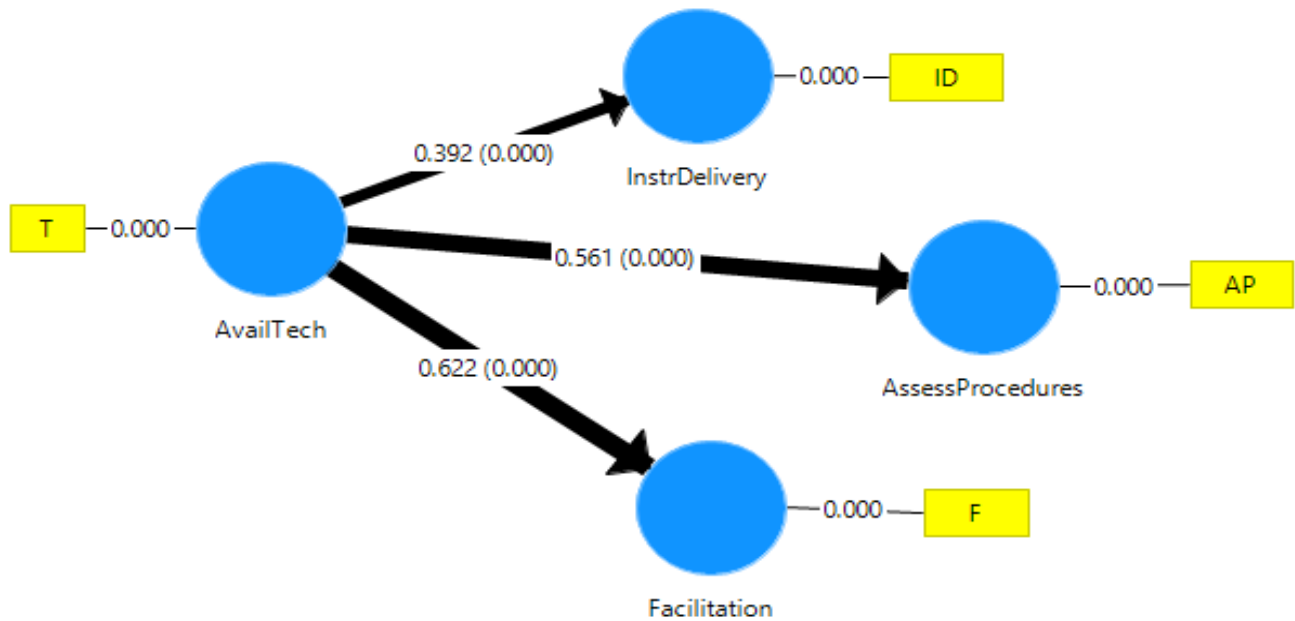 0.000
ID
InstrDelivery
0.392 (0.000)
T
0.000
AvailTech
0.561 (0.000)
0.000
AP
AssessProcedures
0.622 (0.000)
0.000
F
Facilitation